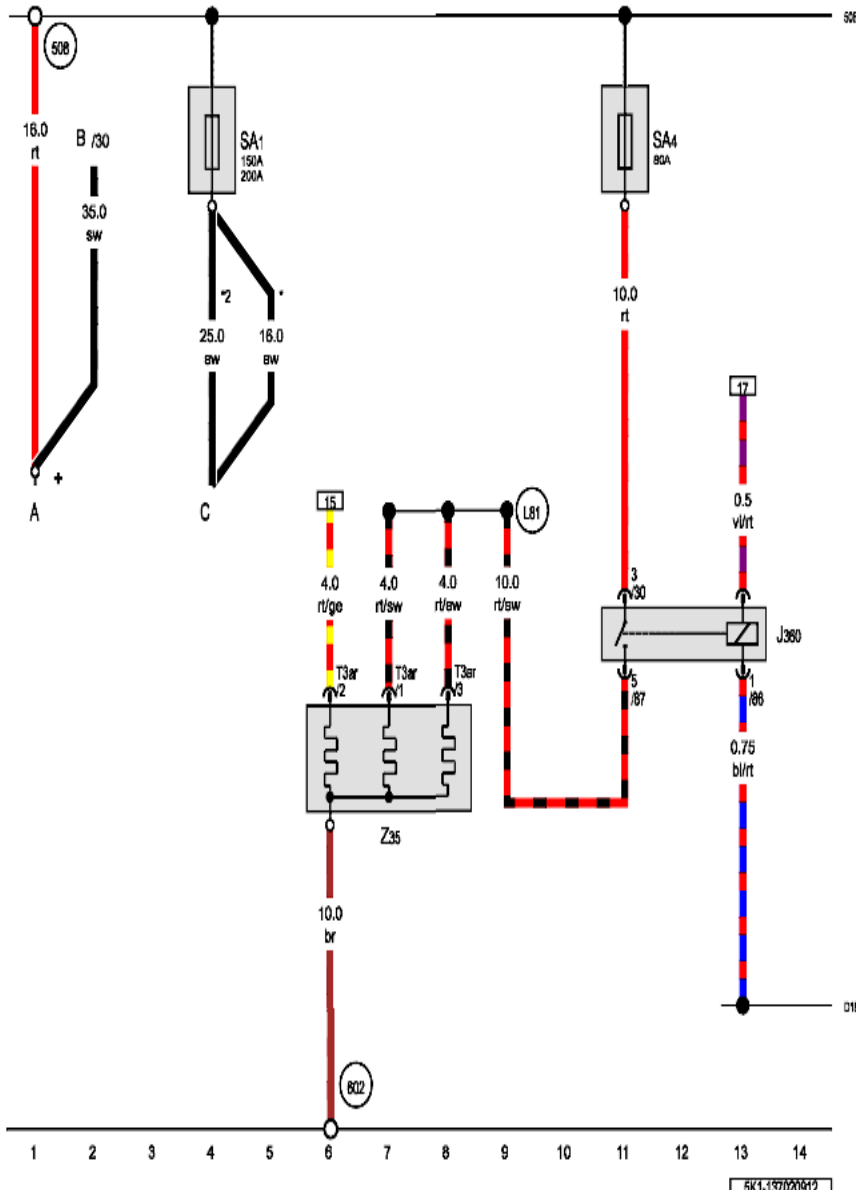 508
508
16.0
rt
B /30
35.0
sw
A
+
SA1
150A
200A
*2
*
25.0
sw
16.0
sw
C
SA4
80A
10.0
rt
17
0.5
vi/rt
15
L81
4.0
rt/ge
4.0
rt/sw
4.0
rt/sw
10.0
rt/sw
3
/30
J360
5
/87
1
/86
T3ar
/2
T3ar
/1
T3ar
/3
0.75
bl/rt
Z35
10.0
br
602
1 2 3 4 5 6 7 8 9 10 11 12 13 14
5K1-137020912